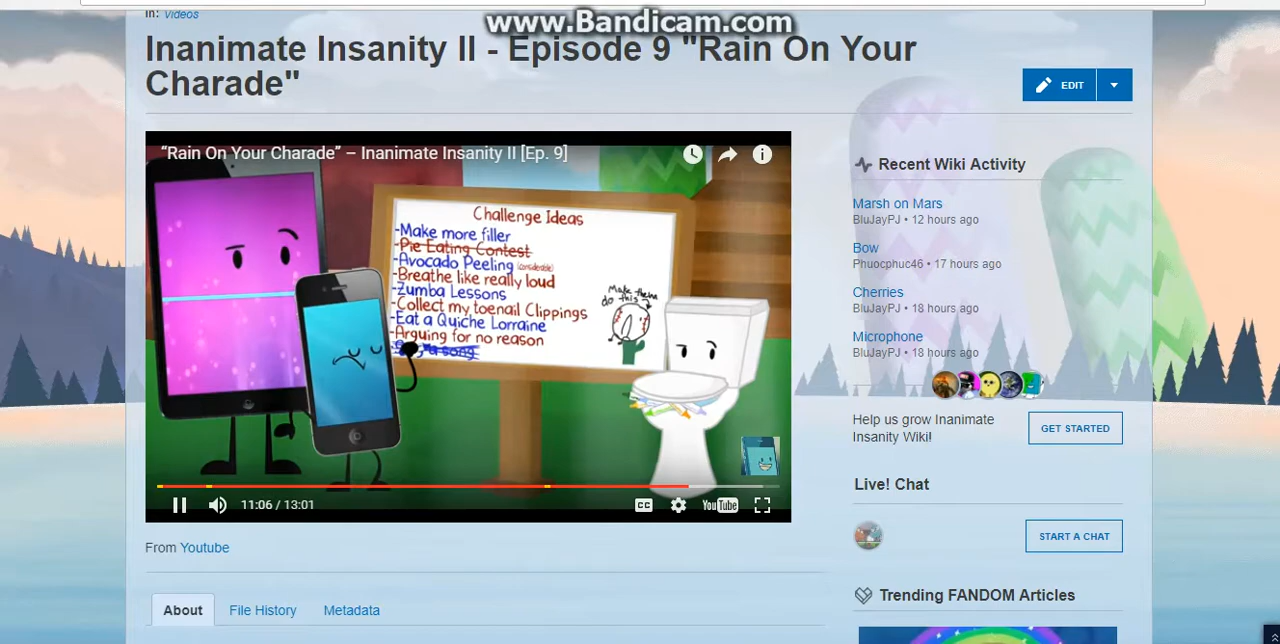 www.Bandicam.com
in: Videos
Inanimate Insanity II - Episode 9 "Rain On Your
Charade"
EDIT
"Rain On Your Charade" – Inanimate Insanity II [Ep. 9]
Challenge Ideas
-Make more filler
-Pie Eating Contest
-Avocado Peeling (considerable)
-Breathe like really loud
-Zumba Lessons
-Collect my toenail Clippings
-Eat a Quiche Lorraine
-Arguing for no reason
Make them
do this
11:06 / 13:01
CC
YouTube
From Youtube
About
File History
Metadata
Recent Wiki Activity
Marsh on Mars
BluJayPJ • 12 hours ago
Bow
Phuocphuc46 • 17 hours ago
Cherries
BluJayPJ • 18 hours ago
Microphone
BluJayPJ • 18 hours ago
Help us grow Inanimate
Insanity Wiki!
GET STARTED
Live! Chat
START A CHAT
Trending FANDOM Articles